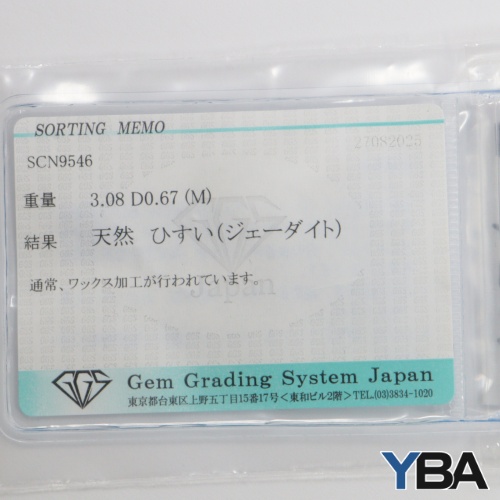 SORTING MEMO
27082025
SCN9546
重量 3.08 D0.67 (M)
結果 天然 ひすい(ジェーダイト)
通常、ワックス加工が行われています。
Japan
GGS
Gem Grading System Japan
東京都台東区上野五丁目15番17号<東和ビル2階> TEL.(03)3834-1020
YBA